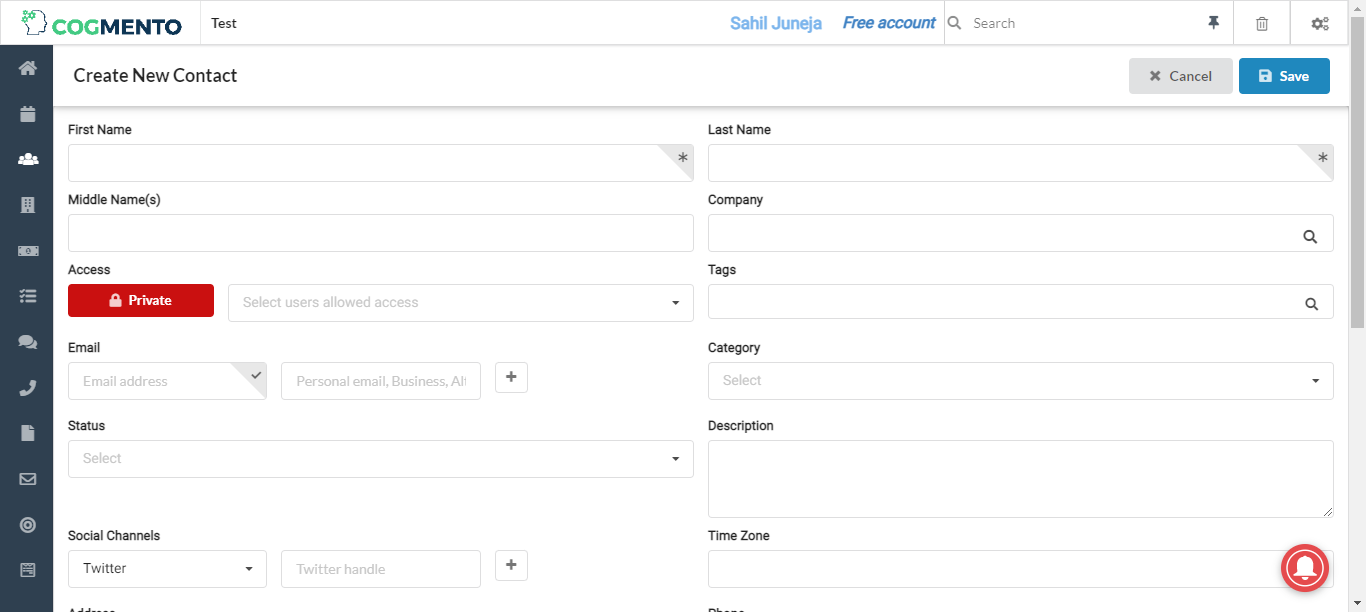 COGMENTO
Test
Sahil Juneja
Free account
Search
Create New Contact
Cancel
Save
First Name
Last Name
Middle Name(s)
Company
Access
Tags
Private
Select users allowed access
Email
Category
Email address
Personal email, Business, Alt
Select
Status
Description
Select
Social Channels
Time Zone
Twitter
Twitter handle
Address
Phone